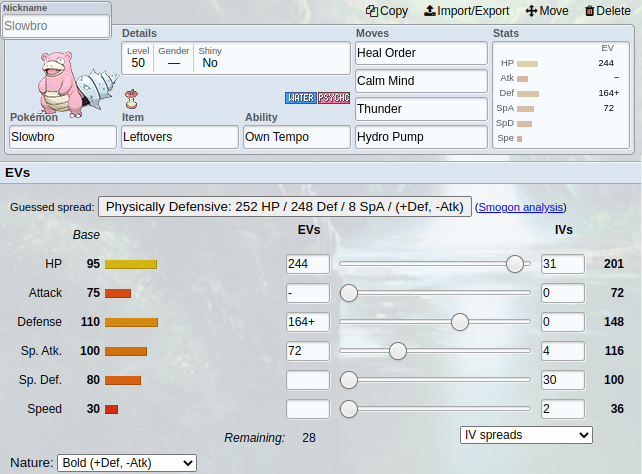 Nickname
Slowbro
Copy Import/Export Move Delete
Details Moves Stats
Level Gender Shiny
50 — No
WATER PSYCHC
Pokémon Item Ability
Slowbro Leftovers Own Tempo
Heal Order
Calm Mind
Thunder
Hydro Pump
EV
HP 244
Atk −
Def 164+
SpA 72
SpD
Spe
EVs
Guessed spread: Physically Defensive: 252 HP / 248 Def / 8 SpA / (+Def, -Atk) (Smogon analysis)
Base EVs IVs
HP 95 244 31 201
Attack 75 - 0 72
Defense 110 164+ 0 148
Sp. Atk. 100 72 4 116
Sp. Def. 80 30 100
Speed 30 2 36
Remaining: 28 IV spreads
Nature: Bold (+Def, -Atk)